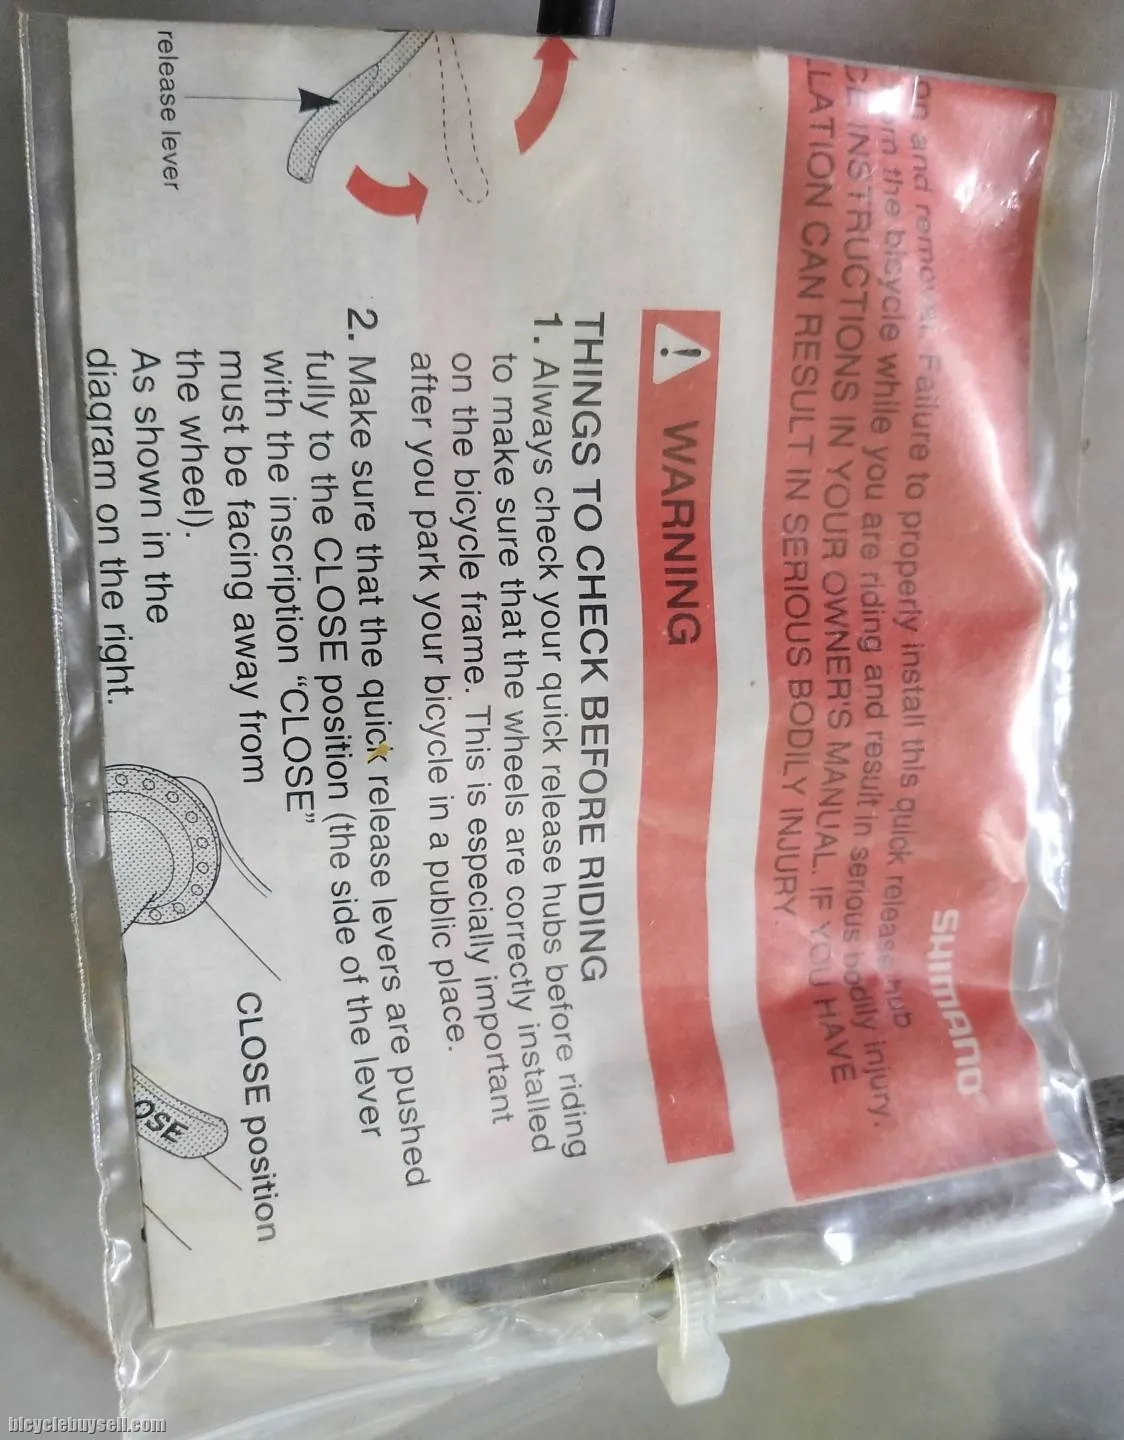 SHIMANO
on and removal. Failure to properly install this quick release hub
the bicycle while you are riding and result in serious bodily injury.
INSTRUCTIONS IN YOUR OWNER'S MANUAL. IF YOU HAVE
LLATION CAN RESULT IN SERIOUS BODILY INJURY.
WARNING
THINGS TO CHECK BEFORE RIDING
1. Always check your quick release hubs before riding
to make sure that the wheels are correctly installed
on the bicycle frame. This is especially important
after you park your bicycle in a public place.
2. Make sure that the quick release levers are pushed
fully to the CLOSE position (the side of the lever
with the inscription “CLOSE”
must be facing away from
the wheel).
As shown in the
diagram on the right.
release lever
CLOSE position
OSE
bicyclebuysell.com